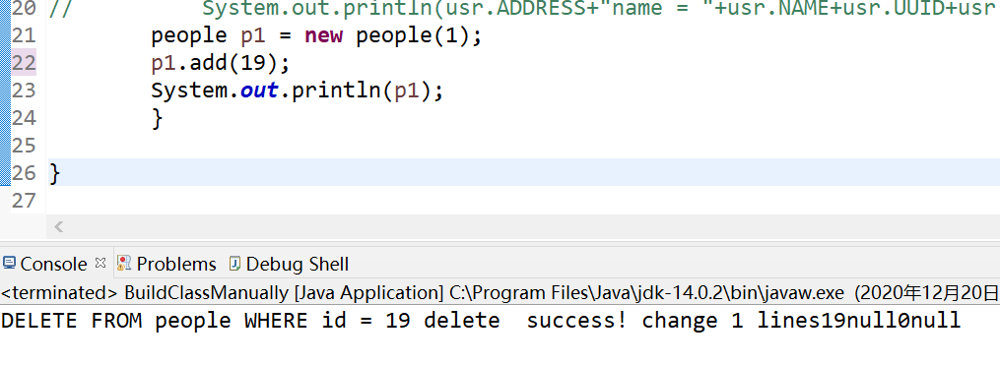 20 //          System.out.println(usr.ADDRESS+"name = "+usr.NAME+usr.UUID+usr
21         people p1 = new people(1);
22         p1.add(19);
23         System.out.println(p1);
24         }
25
26 }
27
Console Problems Debug Shell
<terminated> BuildClassManually [Java Application] C:\Program Files\Java\jdk-14.0.2\bin\javaw.exe  (2020年12月20日
DELETE FROM people WHERE id = 19 delete  success! change 1 lines19null0null